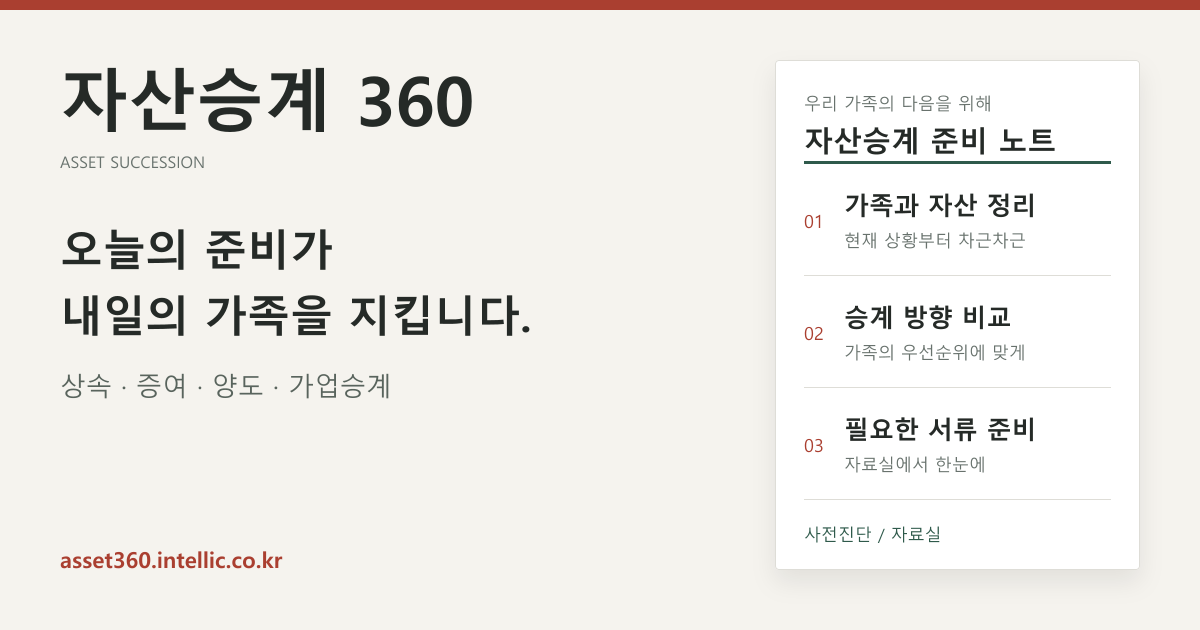 자산승계 360
ASSET SUCCESSION
오늘의 준비가
내일의 가족을 지킵니다.
상속 · 증여 · 양도 · 가업승계
asset360.intellic.co.kr
우리 가족의 다음을 위해
자산승계 준비 노트
01
가족과 자산 정리
현재 상황부터 차근차근
02
승계 방향 비교
가족의 우선순위에 맞게
03
필요한 서류 준비
자료실에서 한눈에
사전진단 / 자료실